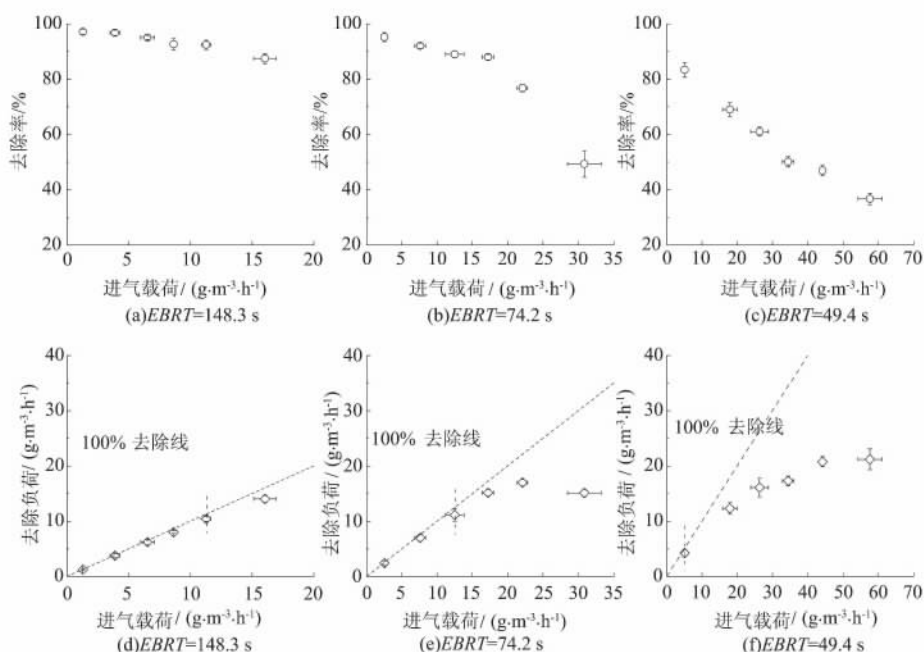 100
80
60
40
20
去除率/%
0 5 10 15 20
进气载荷/ (g·m⁻³·h⁻¹)
(a)EBRT=148.3 s
100
80
60
40
20
去除率/%
0 5 10 15 20 25 30 35
进气载荷/ (g·m⁻³·h⁻¹)
(b)EBRT=74.2 s
100
80
60
40
20
去除率/%
0 10 20 30 40 50 60 70
进气载荷/ (g·m⁻³·h⁻¹)
(c)EBRT=49.4 s
40
30
20
10
0
去除负荷/ (g·m⁻³·h⁻¹)
100% 去除线
0 5 10 15 20
进气载荷/ (g·m⁻³·h⁻¹)
(d)EBRT=148.3 s
40
30
20
10
0
去除负荷/ (g·m⁻³·h⁻¹)
100% 去除线
0 5 10 15 20 25 30 35
进气载荷/ (g·m⁻³·h⁻¹)
(e)EBRT=74.2 s
40
30
20
10
0
去除负荷/ (g·m⁻³·h⁻¹)
100% 去除线
0 10 20 30 40 50 60 70
进气载荷/ (g·m⁻³·h⁻¹)
(f)EBRT=49.4 s